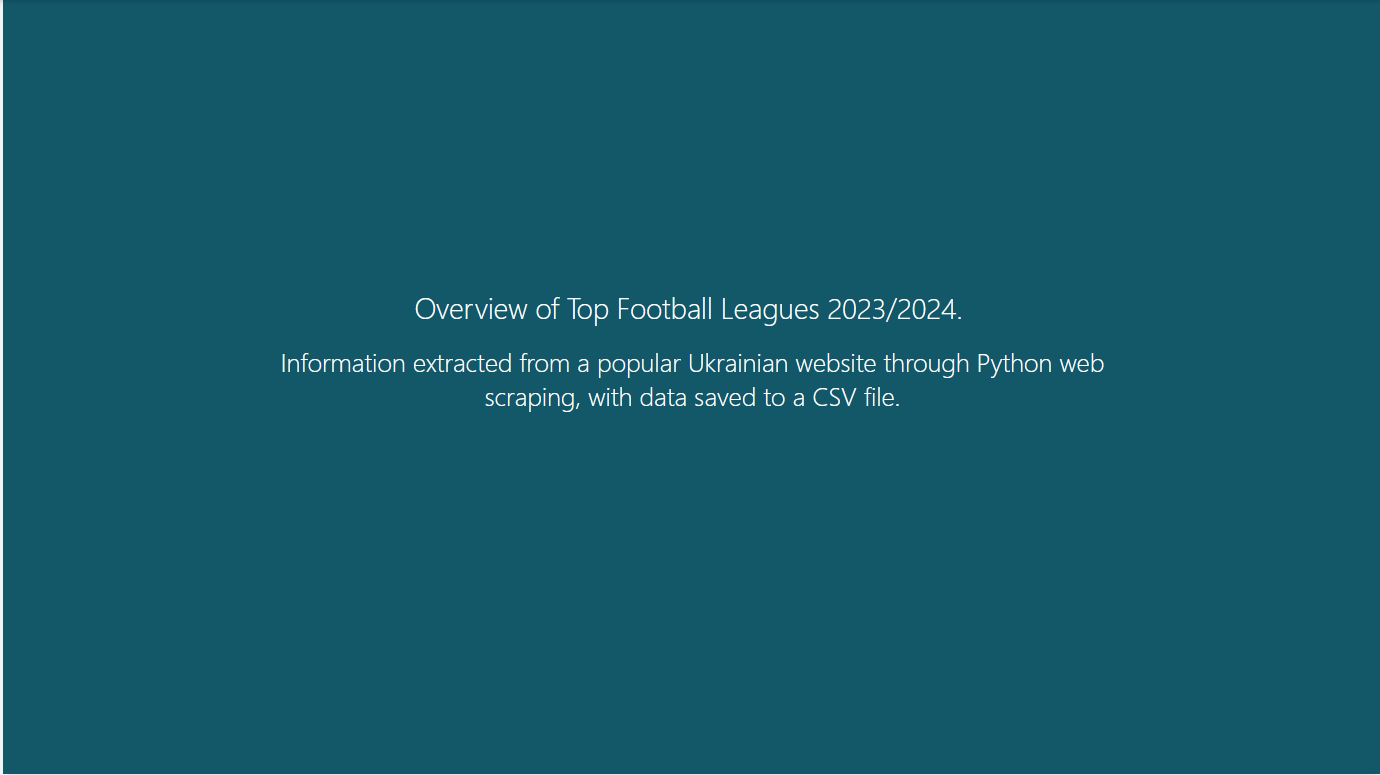 Overview of Top Football Leagues 2023/2024.
Information extracted from a popular Ukrainian website through Python web
scraping, with data saved to a CSV file.